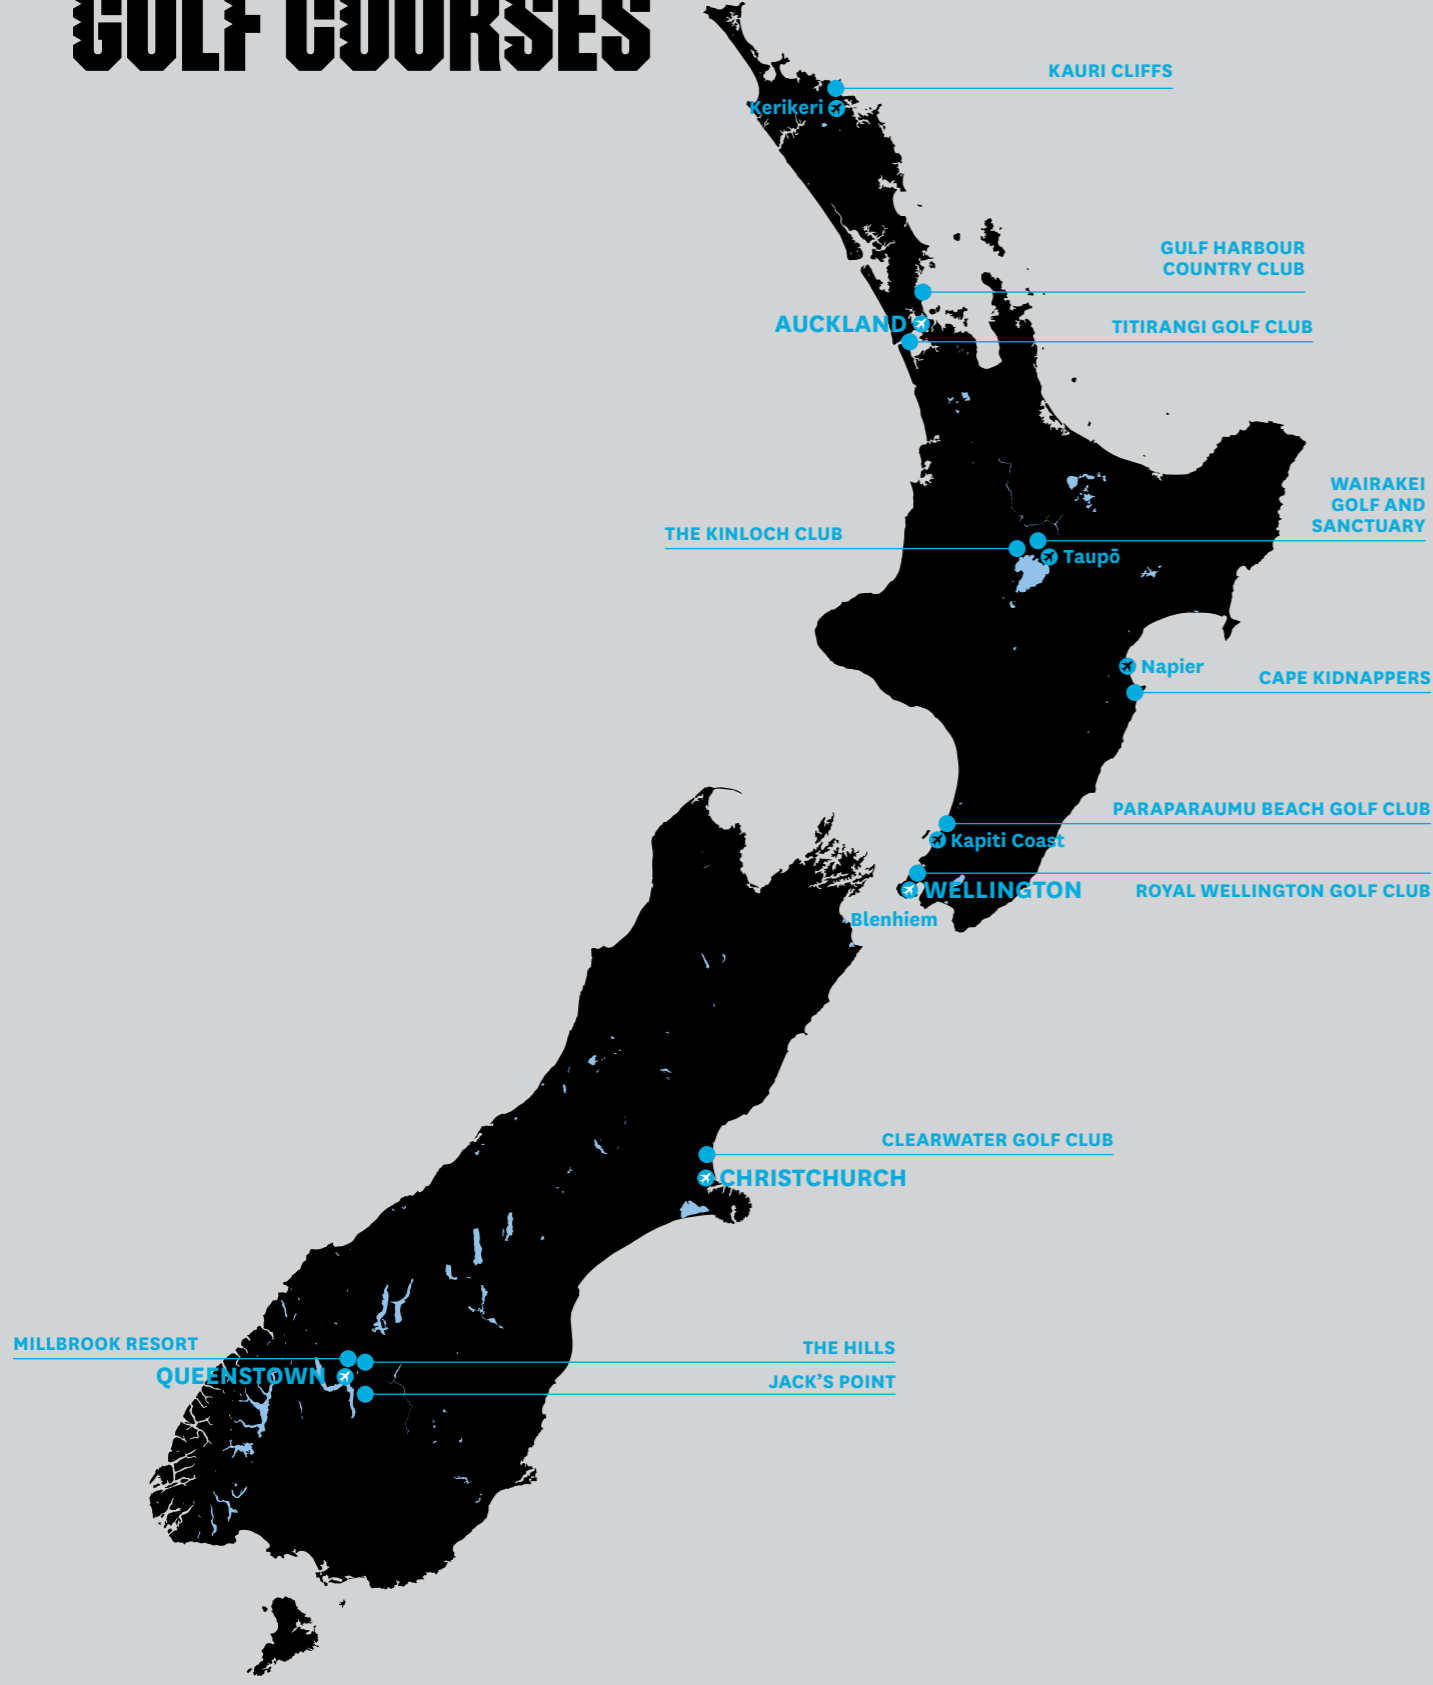 GOLF COURSES
KAURI CLIFFS
Kerikeri
GULF HARBOUR
COUNTRY CLUB
AUCKLAND
TITIRANGI GOLF CLUB
WAIRAKEI
GOLF AND
SANCTUARY
THE KINLOCH CLUB
Taupō
Napier
CAPE KIDNAPPERS
PARAPARAUMU BEACH GOLF CLUB
Kapiti Coast
WELLINGTON
ROYAL WELLINGTON GOLF CLUB
Blenhiem
CLEARWATER GOLF CLUB
CHRISTCHURCH
MILLBROOK RESORT
THE HILLS
QUEENSTOWN
JACK’S POINT